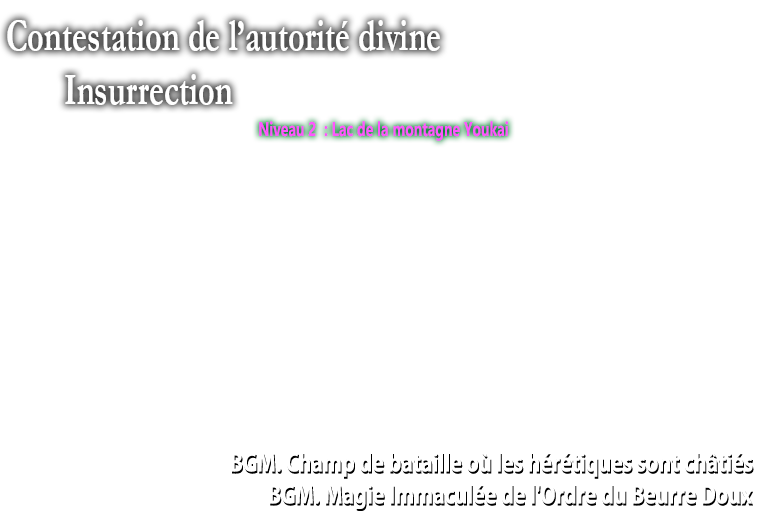 Contestation de l’autorité divine
Insurrection
Niveau 2 : Lac de la montagne Youkai
BGM. Champ de bataille où les hérétiques sont châtiés
BGM. Magie Immaculée de l'Ordre du Beurre Doux